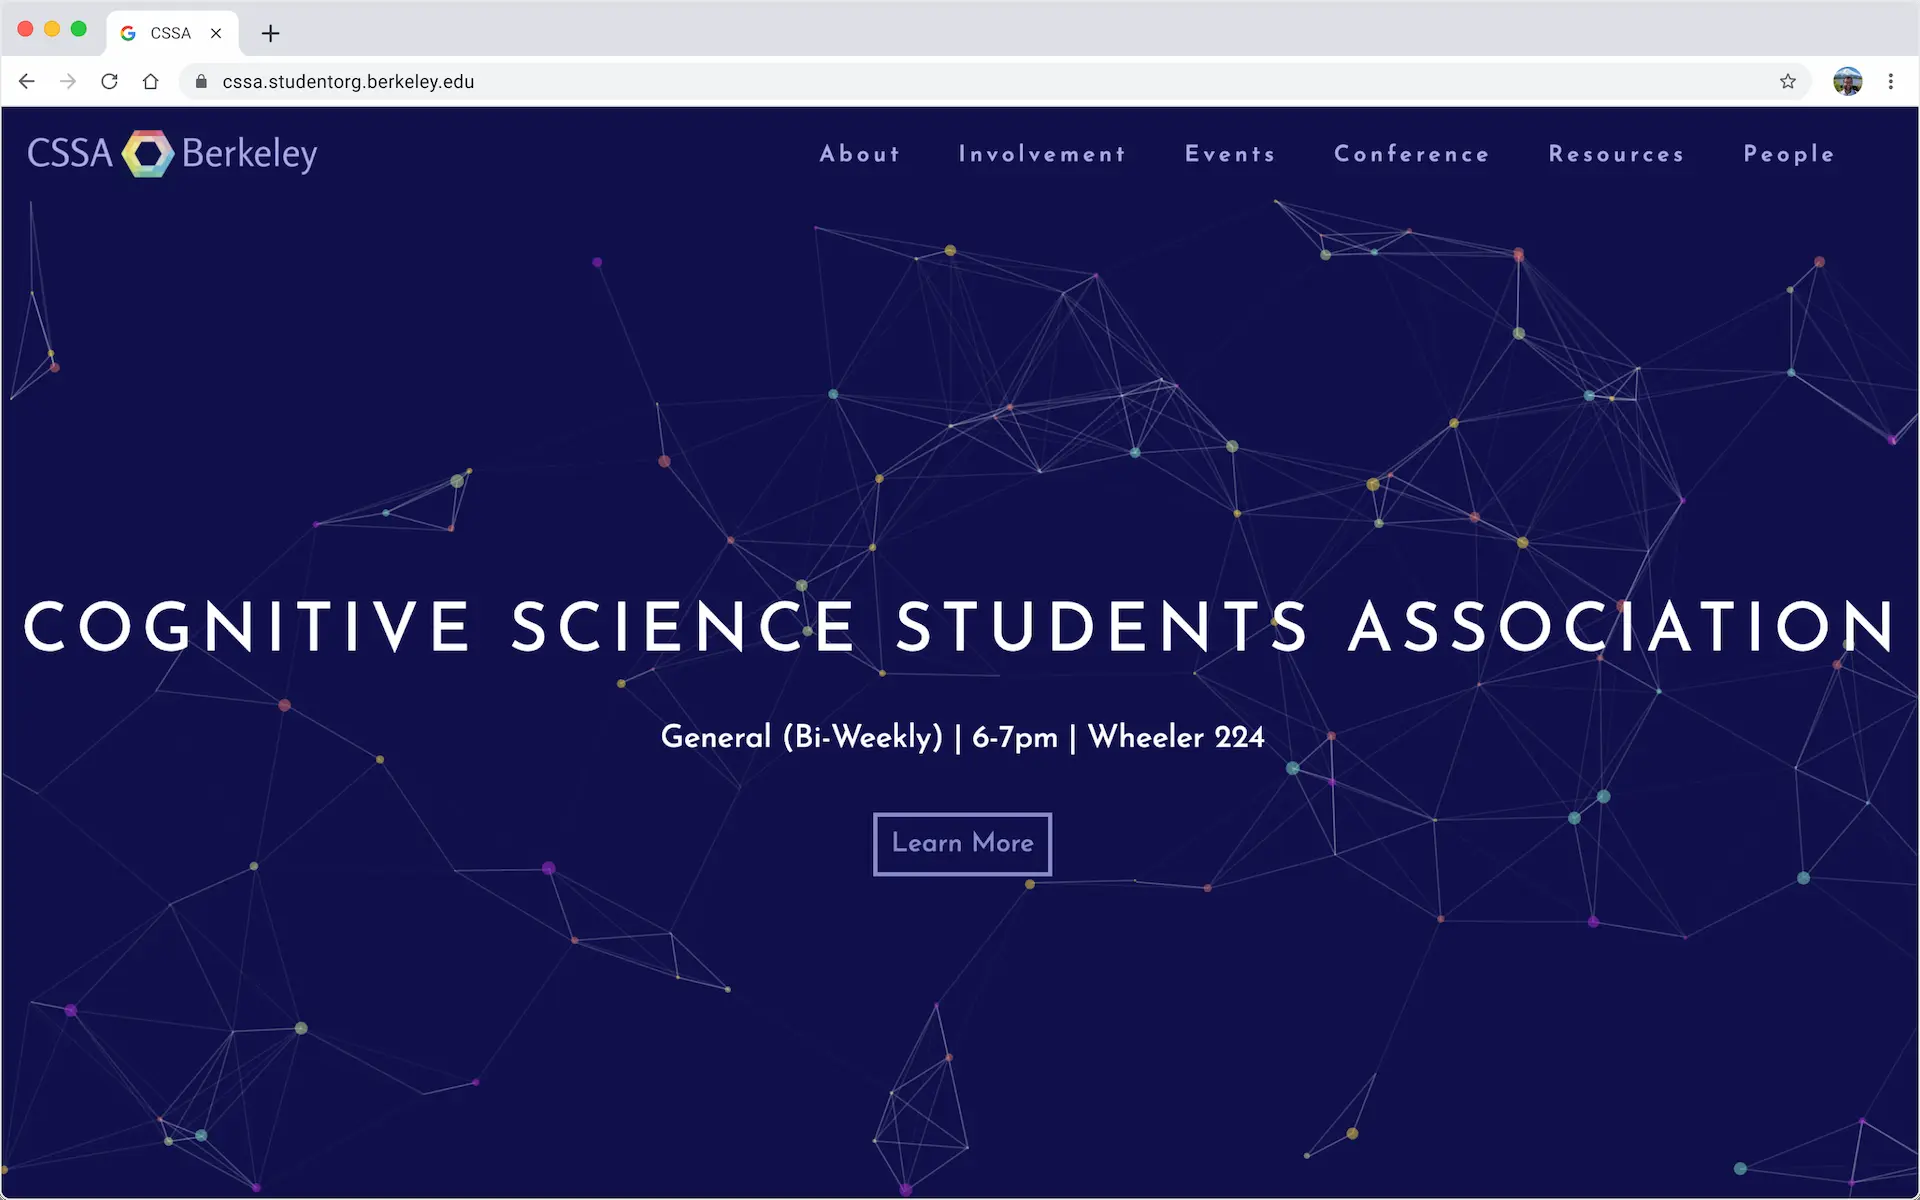 CSSA
cssa.studentorg.berkeley.edu
CSSA Berkeley
About Involvement Events Conference Resources People
COGNITIVE SCIENCE STUDENTS ASSOCIATION
General (Bi-Weekly) | 6-7pm | Wheeler 224
Learn More